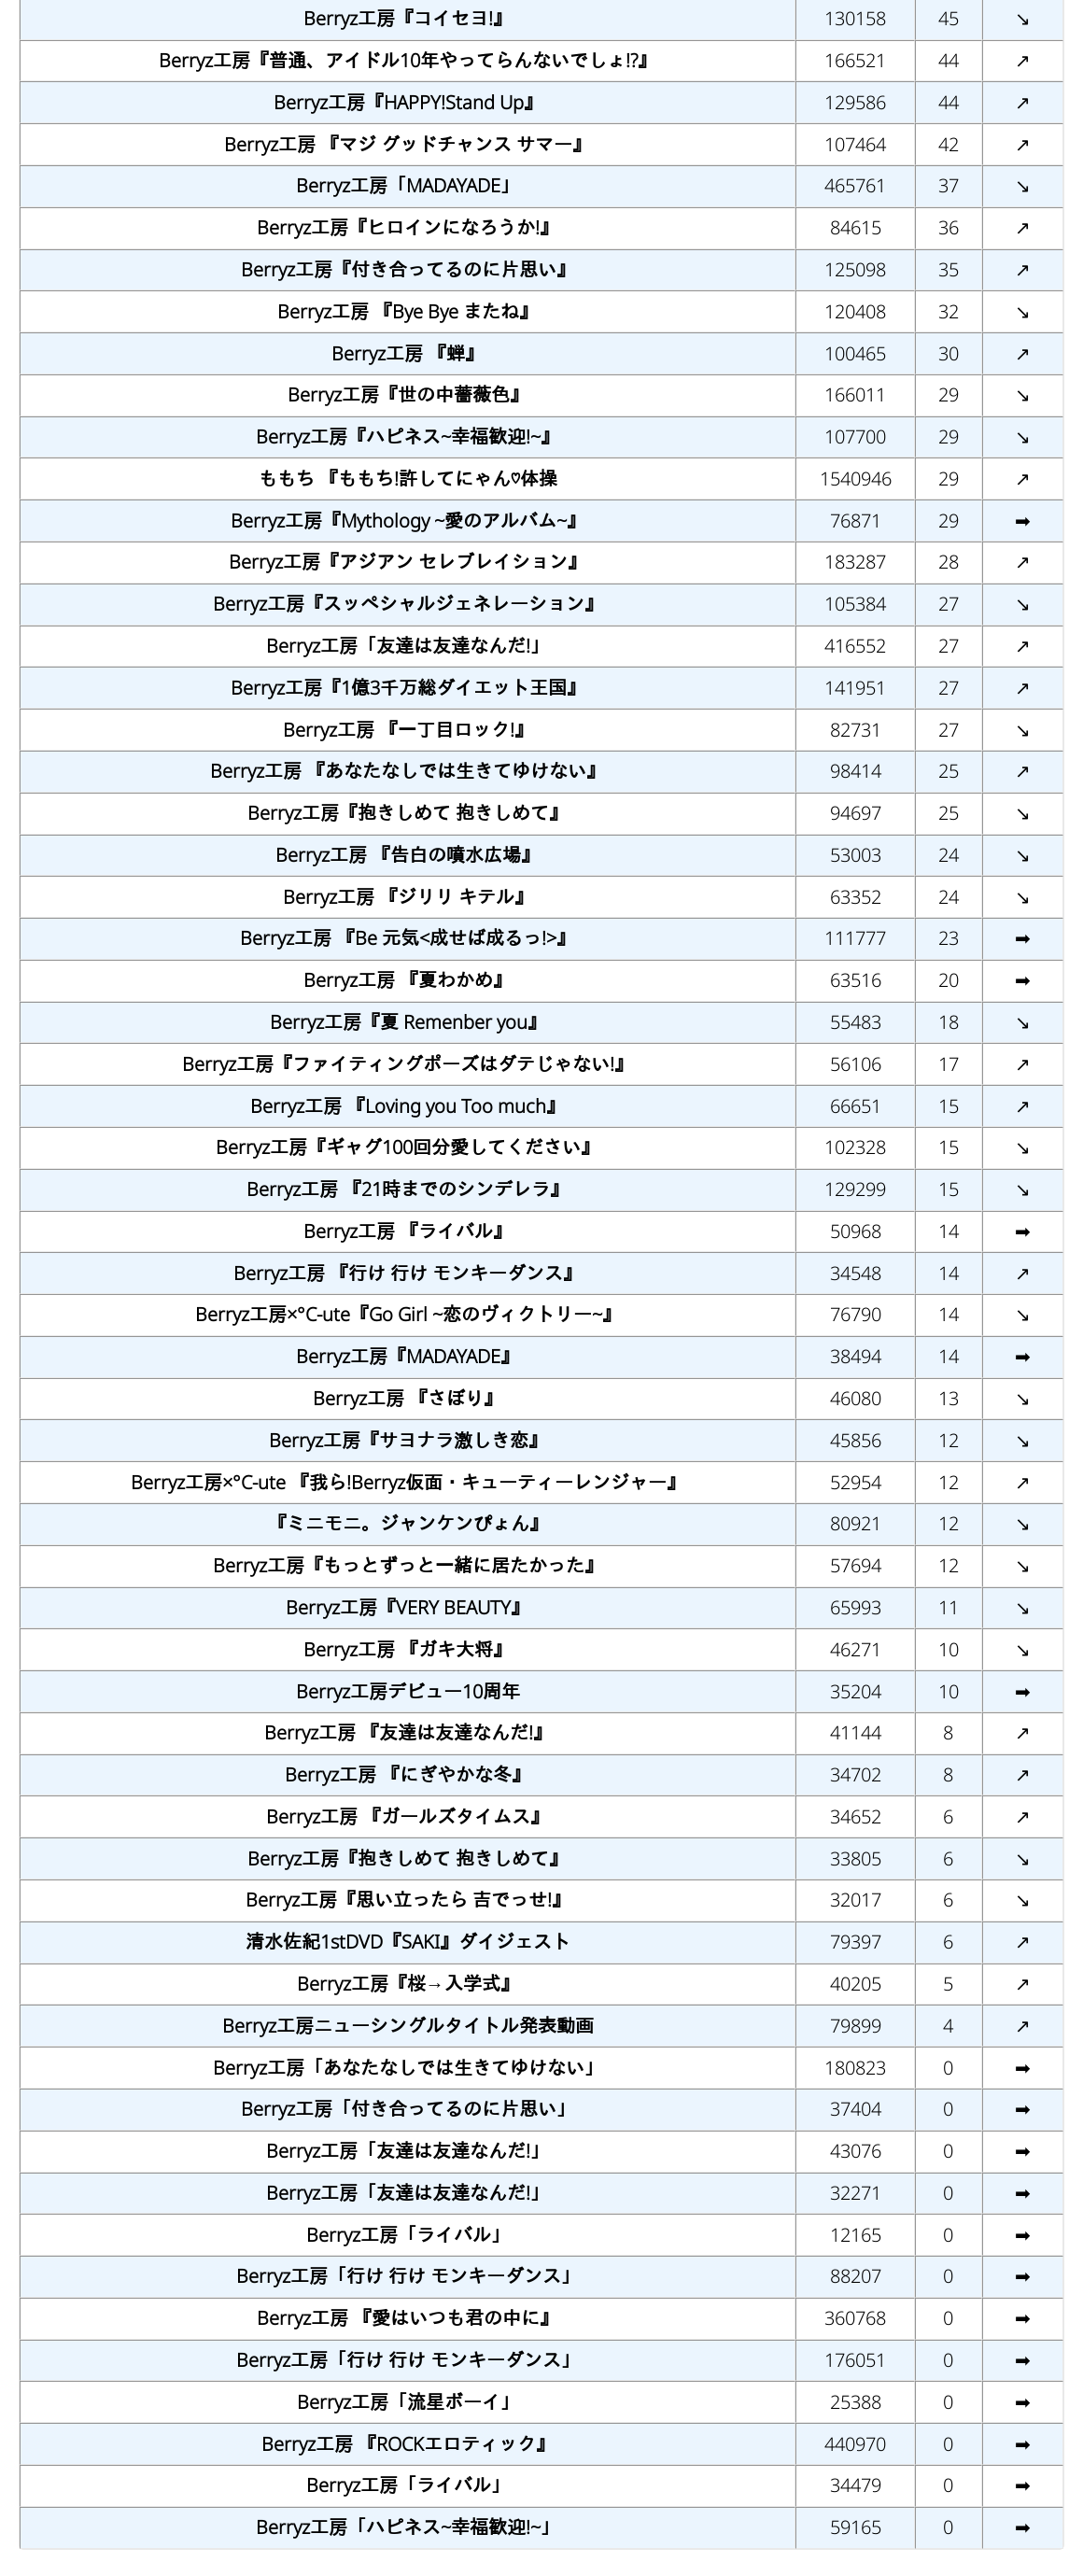 Berryz工房『コイセヨ!』 130158 45 ↘
Berryz工房『普通、アイドル10年やってらんないでしょ!?』 166521 44 ↗
Berryz工房『HAPPY!Stand Up』 129586 44 ↗
Berryz工房 『マジ グッドチャンス サマー』 107464 42 ↗
Berryz工房「MADAYADE」 465761 37 ↘
Berryz工房『ヒロインになろうか!』 84615 36 ↗
Berryz工房『付き合ってるのに片思い』 125098 35 ↗
Berryz工房 『Bye Bye またね』 120408 32 ↘
Berryz工房 『蝉』 100465 30 ↗
Berryz工房『世の中薔薇色』 166011 29 ↘
Berryz工房『ハピネス~幸福歓迎!~』 107700 29 ↘
ももち 『ももち!許してにゃん♡体操 1540946 29 ↗
Berryz工房『Mythology ~愛のアルバム~』 76871 29 ➡
Berryz工房『アジアン セレブレイション』 183287 28 ↗
Berryz工房『スッペシャルジェネレ〜ション』 105384 27 ↘
Berryz工房「友達は友達なんだ!」 416552 27 ↗
Berryz工房『1億3千万総ダイエット王国』 141951 27 ↗
Berryz工房 『一丁目ロック!』 82731 27 ↘
Berryz工房 『あなたなしでは生きてゆけない』 98414 25 ↗
Berryz工房『抱きしめて 抱きしめて』 94697 25 ↘
Berryz工房 『告白の噴水広場』 53003 24 ↘
Berryz工房 『ジリリ キテル』 63352 24 ↘
Berryz工房 『Be 元気<成せば成るっ!>』 111777 23 ➡
Berryz工房 『夏わかめ』 63516 20 ➡
Berryz工房『夏 Remenber you』 55483 18 ↘
Berryz工房『ファイティングポーズはダテじゃない!』 56106 17 ↗
Berryz工房 『Loving you Too much』 66651 15 ↗
Berryz工房『ギャグ100回分愛してください』 102328 15 ↘
Berryz工房 『21時までのシンデレラ』 129299 15 ↘
Berryz工房 『ライバル』 50968 14 ➡
Berryz工房 『行け 行け モンキーダンス』 34548 14 ↗
Berryz工房×°C-ute『Go Girl ~恋のヴィクトリー~』 76790 14 ↘
Berryz工房『MADAYADE』 38494 14 ➡
Berryz工房 『さぼり』 46080 13 ↘
Berryz工房『サヨナラ激しき恋』 45856 12 ↘
Berryz工房×°C-ute 『我ら!Berryz仮面・キューティーレンジャー』 52954 12 ↗
『ミニモニ。ジャンケンぴょん』 80921 12 ↘
Berryz工房『もっとずっと一緒に居たかった』 57694 12 ↘
Berryz工房『VERY BEAUTY』 65993 11 ↘
Berryz工房 『ガキ大将』 46271 10 ↘
Berryz工房デビュー10周年 35204 10 ➡
Berryz工房 『友達は友達なんだ!』 41144 8 ↗
Berryz工房 『にぎやかな冬』 34702 8 ↗
Berryz工房 『ガールズタイムス』 34652 6 ↗
Berryz工房『抱きしめて 抱きしめて』 33805 6 ↘
Berryz工房『思い立ったら 吉でっせ!』 32017 6 ↘
清水佐紀1stDVD『SAKI』ダイジェスト 79397 6 ↗
Berryz工房『桜→入学式』 40205 5 ↗
Berryz工房ニューシングルタイトル発表動画 79899 4 ↗
Berryz工房「あなたなしでは生きてゆけない」 180823 0 ➡
Berryz工房「付き合ってるのに片思い」 37404 0 ➡
Berryz工房「友達は友達なんだ!」 43076 0 ➡
Berryz工房「友達は友達なんだ!」 32271 0 ➡
Berryz工房「ライバル」 12165 0 ➡
Berryz工房「行け 行け モンキーダンス」 88207 0 ➡
Berryz工房 『愛はいつも君の中に』 360768 0 ➡
Berryz工房「行け 行け モンキーダンス」 176051 0 ➡
Berryz工房「流星ボーイ」 25388 0 ➡
Berryz工房 『ROCKエロティック』 440970 0 ➡
Berryz工房「ライバル」 34479 0 ➡
Berryz工房「ハピネス~幸福歓迎!~」 59165 0 ➡